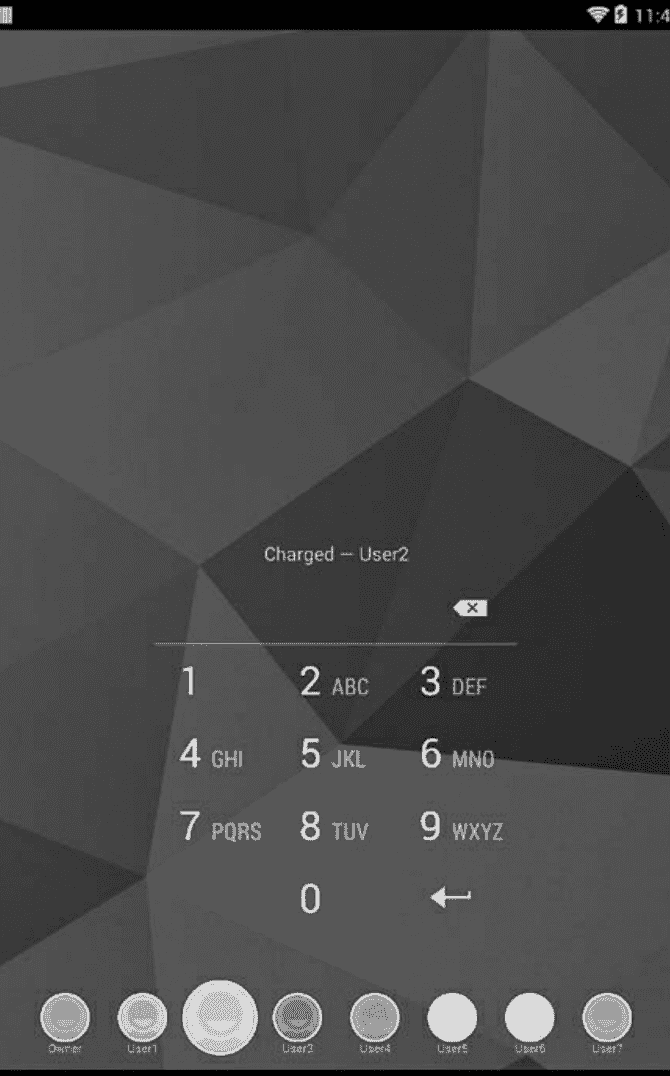 11:4
Charged – User2
1 2 ABC 3 DEF
4 GHI 5 JKL 6 MNO
7 PQRS 8 TUV 9 WXYZ
0
Owner User1 User3 User4 User5 User6 User7